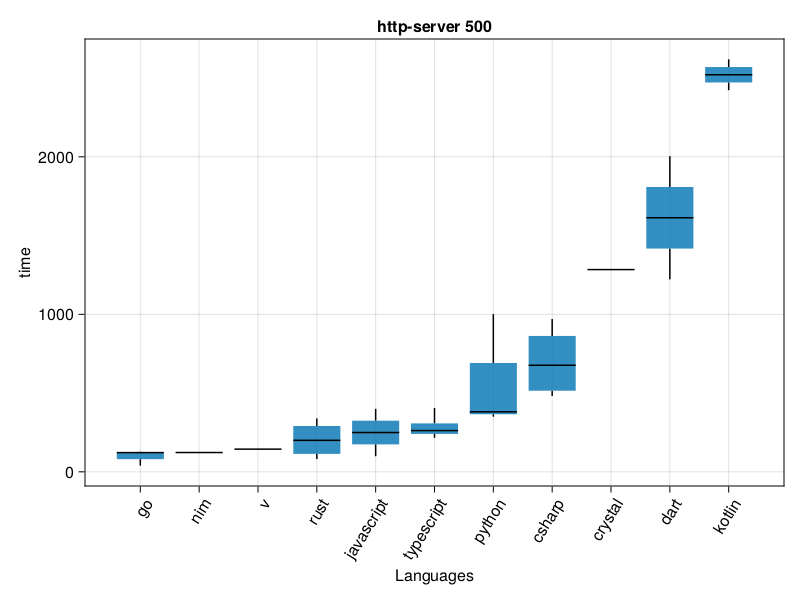 http-server 500
time
2000
1000
0
go
nim
v
rust
javascript
typescript
python
csharp
crystal
dart
kotlin
Languages